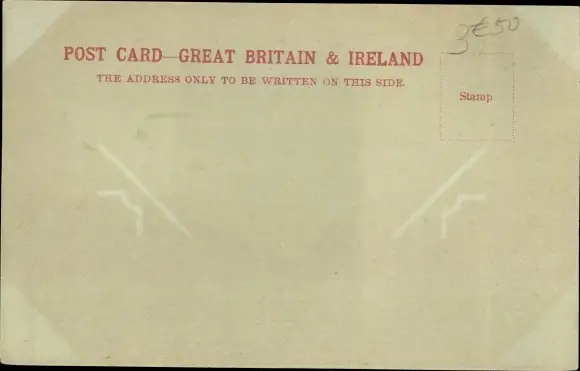 3€50
POST CARD—GREAT BRITAIN & IRELAND
THE ADDRESS ONLY TO BE WRITTEN ON THIS SIDE.
Stamp